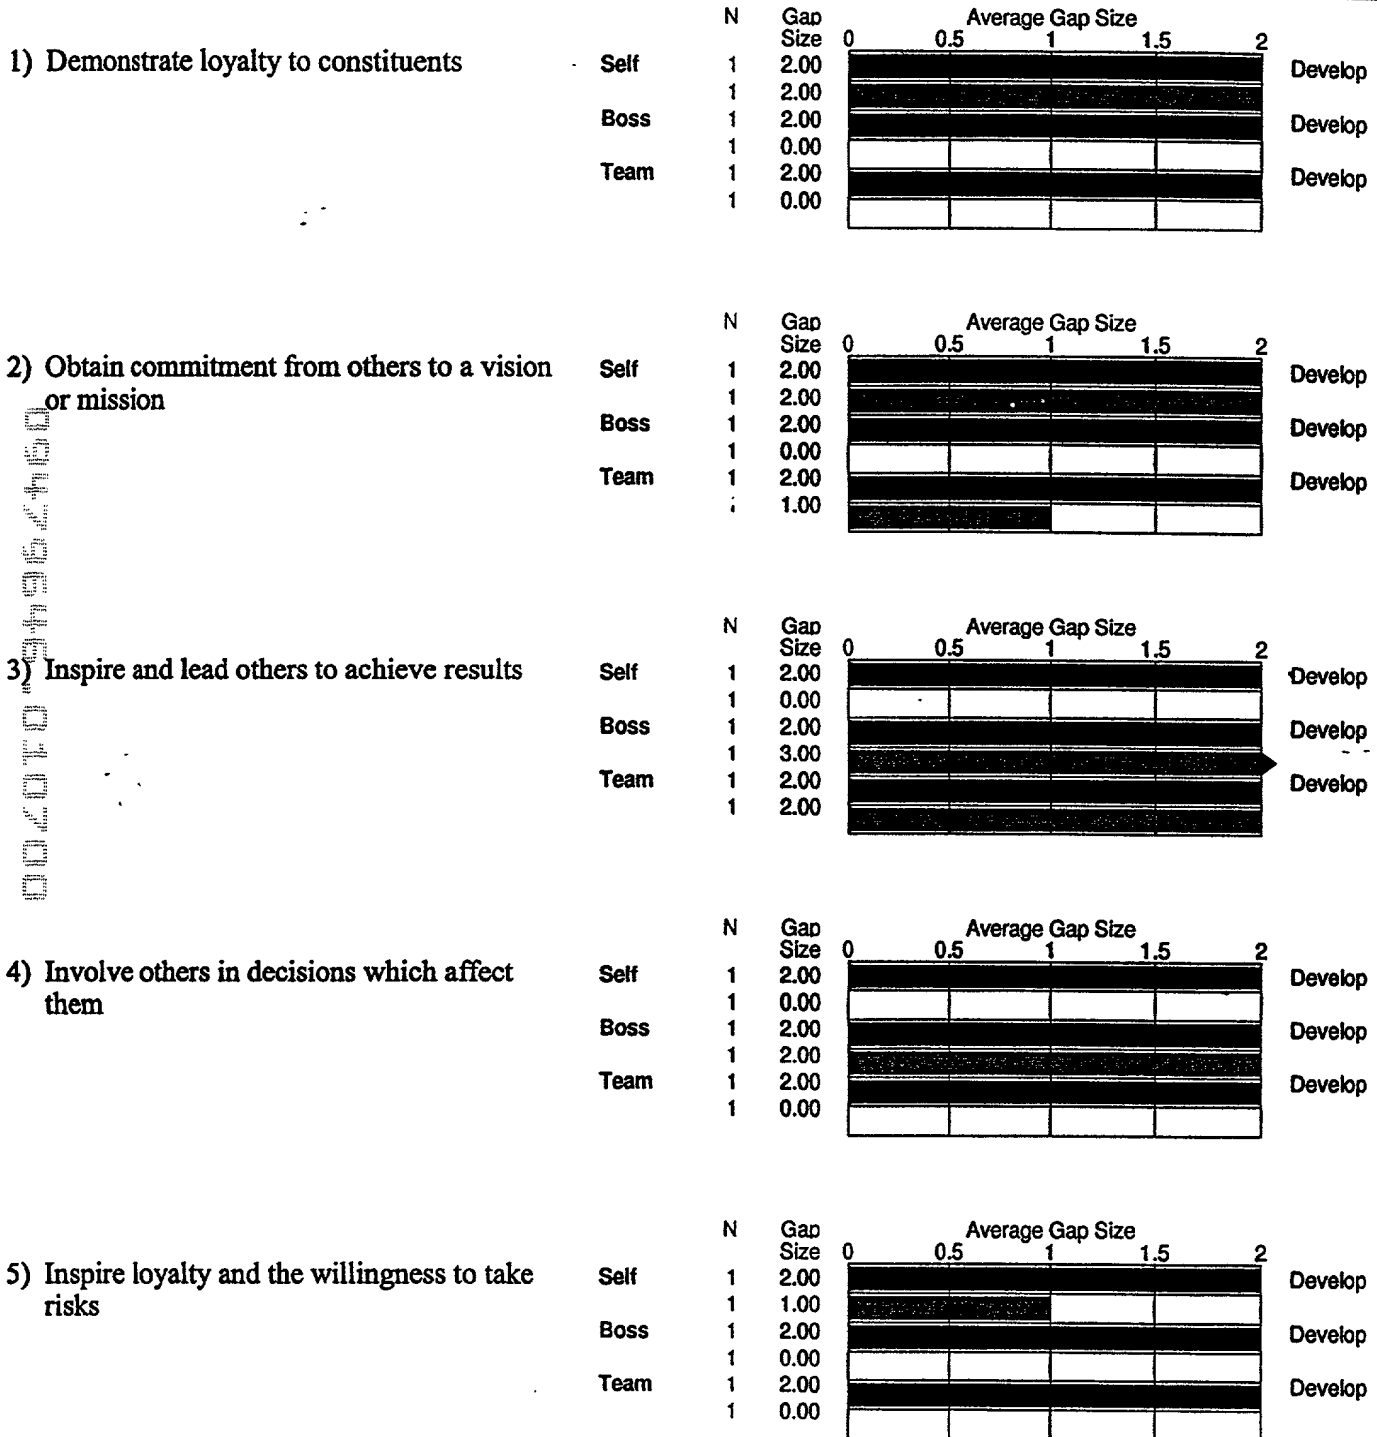 N Gap Average Gap Size
Size 0 0.5 1 1.5 2
1) Demonstrate loyalty to constituents Self 1 2.00 Develop
1 2.00
Boss 1 2.00 Develop
1 0.00
Team 1 2.00 Develop
1 0.00
N Gap Average Gap Size
Size 0 0.5 1 1.5 2
2) Obtain commitment from others to a vision Self 1 2.00 Develop
or mission 1 2.00
Boss 1 2.00 Develop
1 0.00
Team 1 2.00 Develop
1.00
N Gap Average Gap Size
Size 0 0.5 1 1.5 2
3) Inspire and lead others to achieve results Self 1 2.00 Develop
1 0.00
Boss 1 2.00 Develop
1 3.00
Team 1 2.00 Develop
1 2.00
N Gap Average Gap Size
Size 0 0.5 1 1.5 2
4) Involve others in decisions which affect Self 1 2.00 Develop
them 1 0.00
Boss 1 2.00 Develop
1 2.00
Team 1 2.00 Develop
1 0.00
N Gap Average Gap Size
Size 0 0.5 1 1.5 2
5) Inspire loyalty and the willingness to take Self 1 2.00 Develop
risks 1 1.00
Boss 1 2.00 Develop
1 0.00
Team 1 2.00 Develop
1 0.00